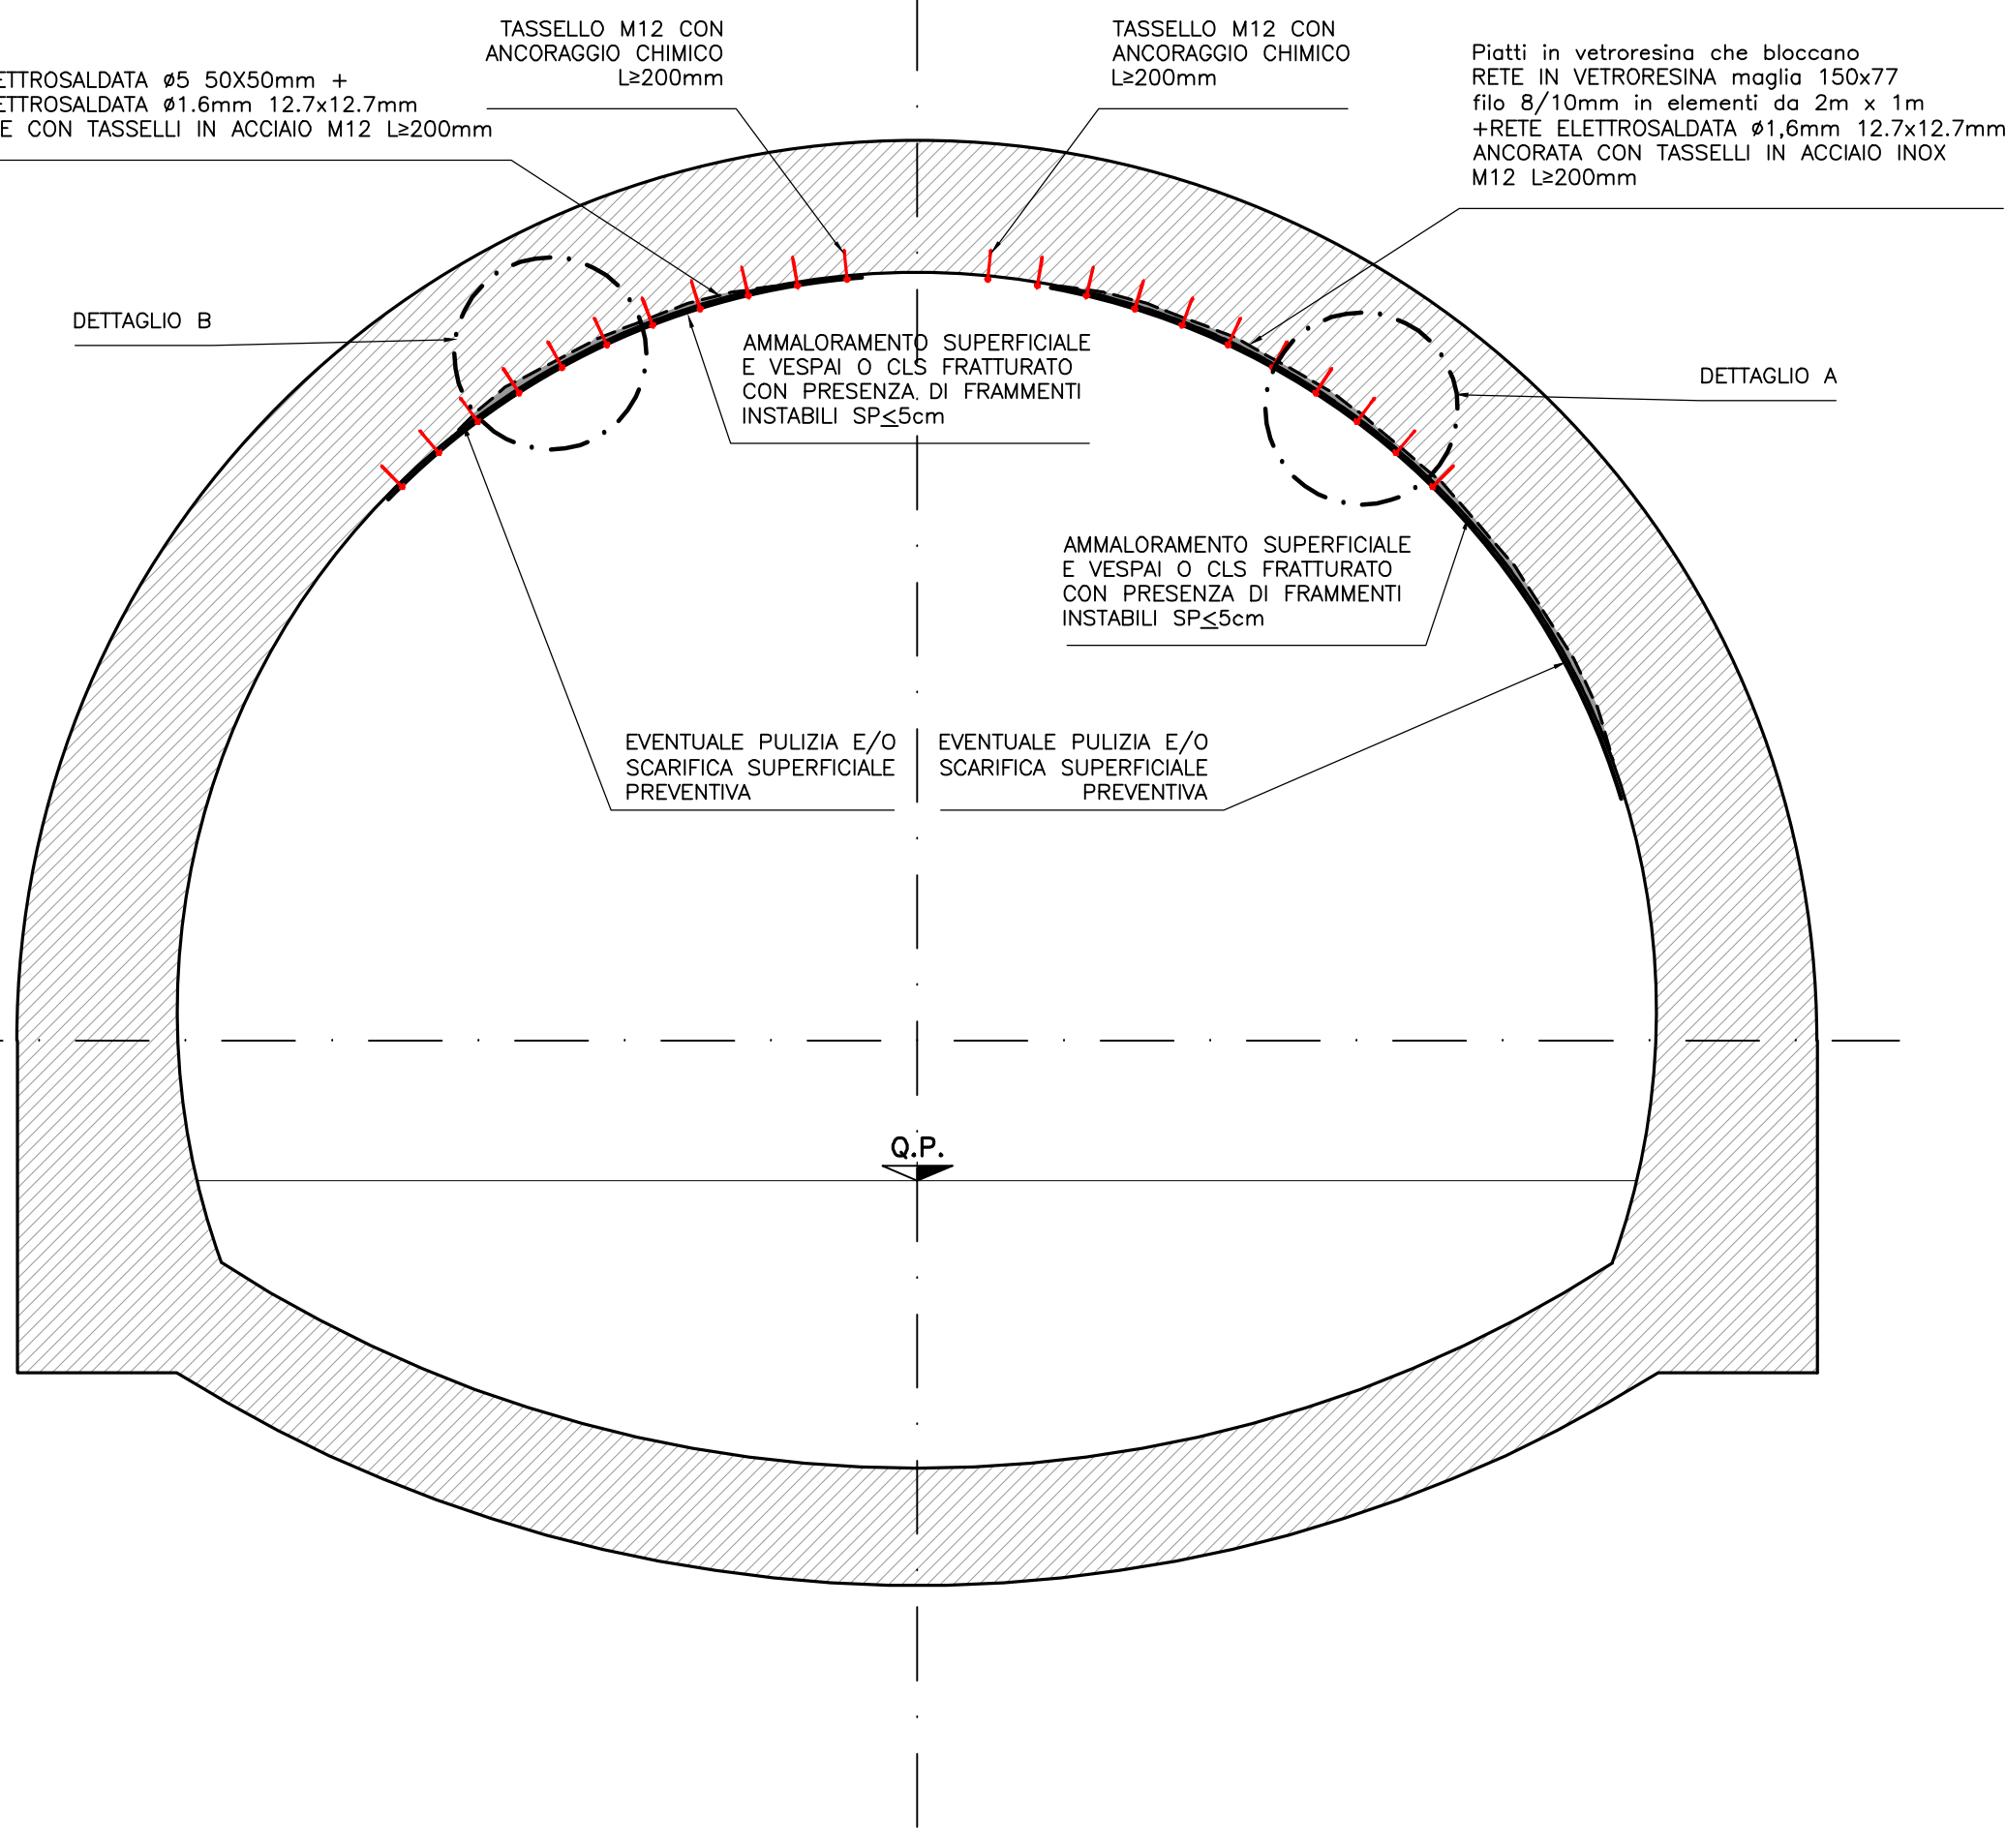 TASSELLO M12 CON
ANCORAGGIO CHIMICO
L≥200mm
TASSELLO M12 CON
ANCORAGGIO CHIMICO
L≥200mm
Piatti in vetroresina che bloccano
RETE IN VETRORESINA maglia 150x77
filo 8/10mm in elementi da 2m x 1m
+RETE ELETTROSALDATA ø1,6mm 12.7x12.7mm
ANCORATA CON TASSELLI IN ACCIAIO INOX
M12 L≥200mm
ETTROSALDATA ø5 50X50mm +
ETTROSALDATA ø1.6mm 12.7x12.7mm
E CON TASSELLI IN ACCIAIO M12 L≥200mm
DETTAGLIO B
AMMALORAMENTO SUPERFICIALE
E VESPAI O CLS FRATTURATO
CON PRESENZA DI FRAMMENTI
INSTABILI SP≤5cm
DETTAGLIO A
AMMALORAMENTO SUPERFICIALE
E VESPAI O CLS FRATTURATO
CON PRESENZA DI FRAMMENTI
INSTABILI SP≤5cm
EVENTUALE PULIZIA E/O
SCARIFICA SUPERFICIALE
PREVENTIVA
EVENTUALE PULIZIA E/O
SCARIFICA SUPERFICIALE
PREVENTIVA
Q.P.